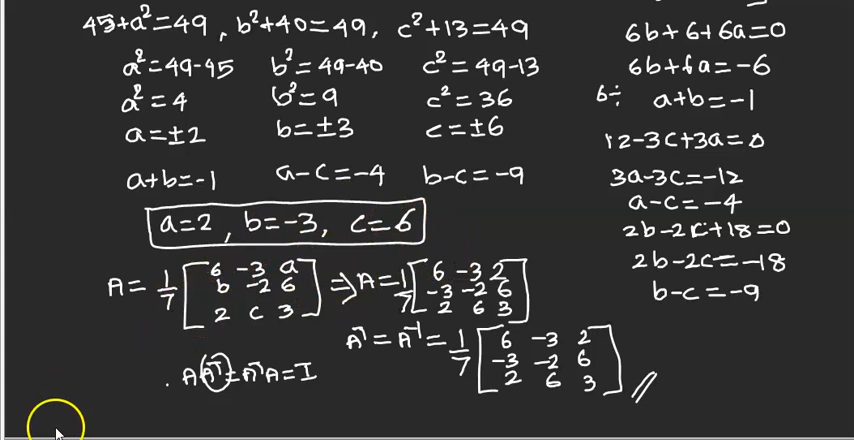 45+a²=49, b²+40=49, c²+13=49
a²=49-45 b²=49-40 c²=49-13
a²=4 b²=9 c²=36
a=±2 b=±3 c=±6
a+b=-1 a-c=-4 b-c=-9
a=2, b=-3, c=6
A = 1/7 [6 -3 a
b -2 6
2 c 3] ⇒ A = 1/7 [6 -3 2
-3 -2 6
2 6 3]
Aᵀ = A⁻¹ = 1/7 [6 -3 2
-3 -2 6
2 6 3] //
. AAᵀ = AᵀA = I
6b+6+6a=0
6b+6a=-6
6÷ a+b=-1
12-3c+3a=0
3a-3c=-12
a-c=-4
2b-2c+18=0
2b-2c=-18
b-c=-9